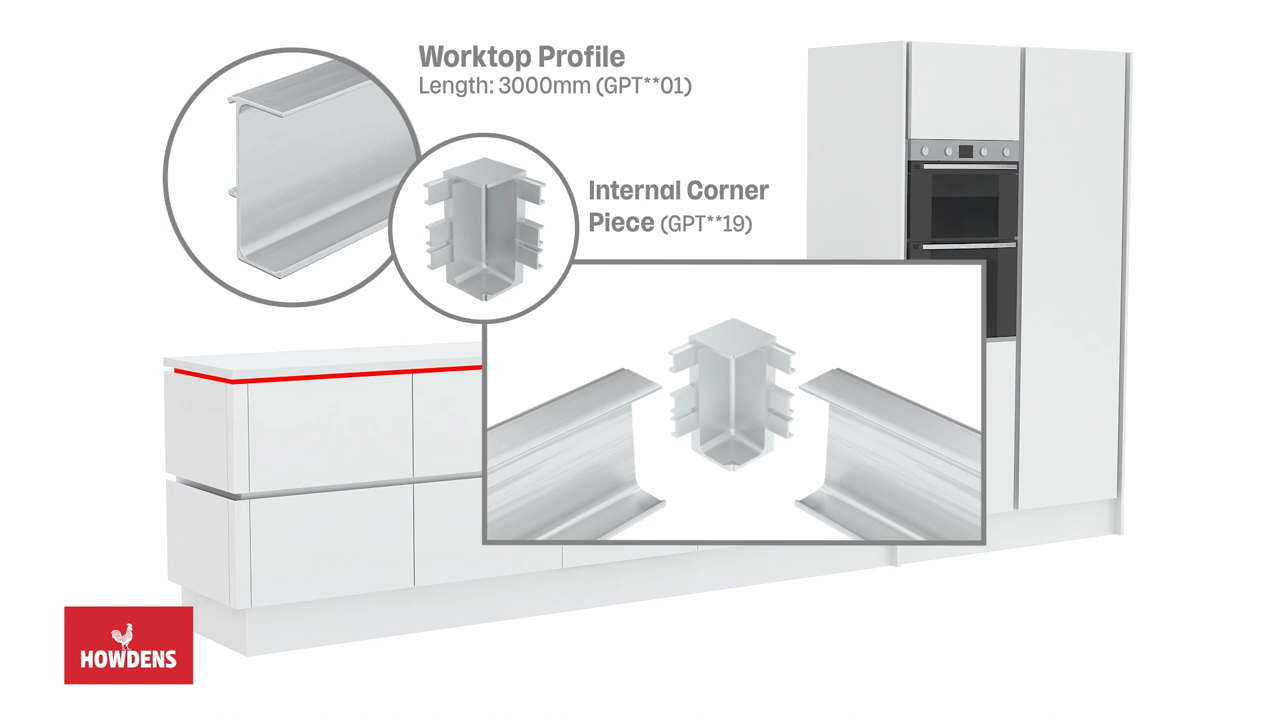 Worktop Profile
Length: 3000mm (GPT**01)
Internal Corner
Piece (GPT**19)
HOWDENS